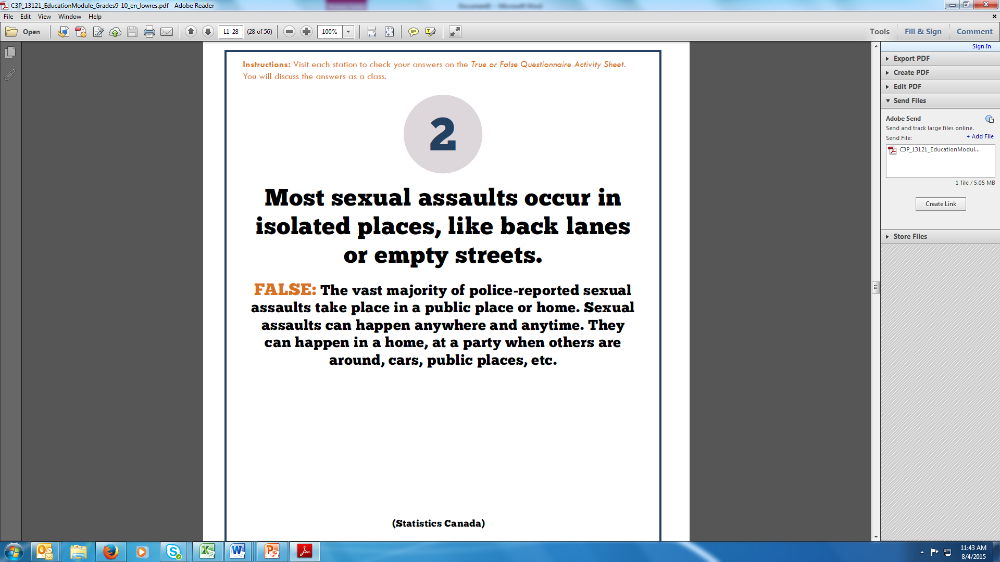 C3P_13121_EducationModule_Grades9-10_en_lowres.pdf - Adobe Reader
File Edit View Window Help
Open L1-28 (28 of 56) 100% Tools Fill & Sign Comment
Sign In
Export PDF
Create PDF
Edit PDF
Send Files
Adobe Send
Send and track large files online.
Send File: + Add File
C3P_13121_EducationModul...
1 file / 5.05 MB
Create Link
Store Files
Instructions: Visit each station to check your answers on the True or False Questionnaire Activity Sheet.
You will discuss the answers as a class.
2
Most sexual assaults occur in
isolated places, like back lanes
or empty streets.
FALSE: The vast majority of police-reported sexual
assaults take place in a public place or home. Sexual
assaults can happen anywhere and anytime. They
can happen in a home, at a party when others are
around, cars, public places, etc.
(Statistics Canada)
11:43 AM
8/4/2015